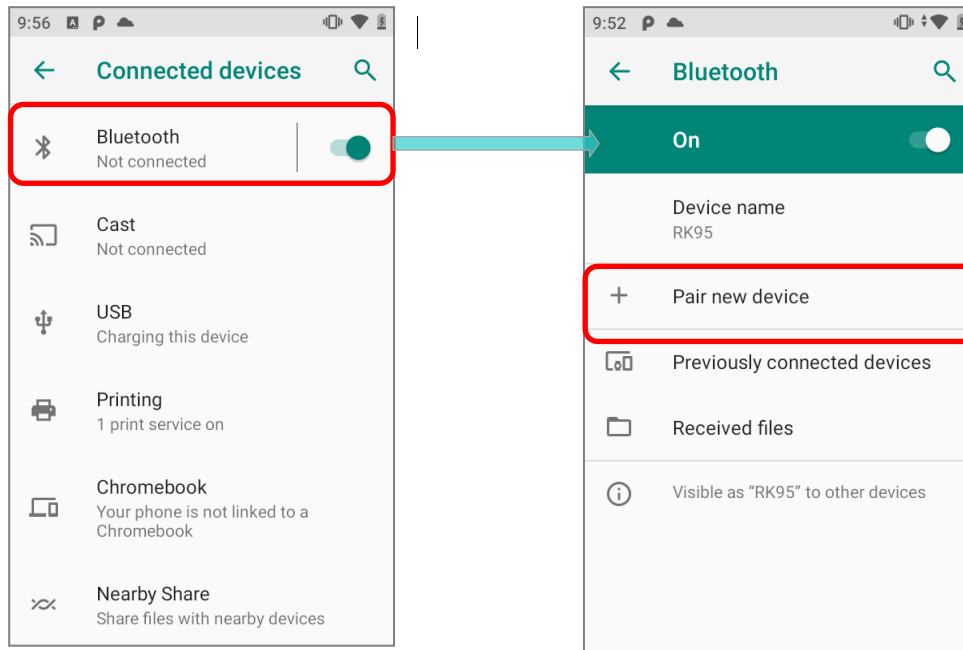 9:56
Connected devices
Bluetooth
Not connected
Cast
Not connected
USB
Charging this device
Printing
1 print service on
Chromebook
Your phone is not linked to a
Chromebook
Nearby Share
Share files with nearby devices
9:52
Bluetooth
On
Device name
RK95
Pair new device
Previously connected devices
Received files
Visible as “RK95” to other devices